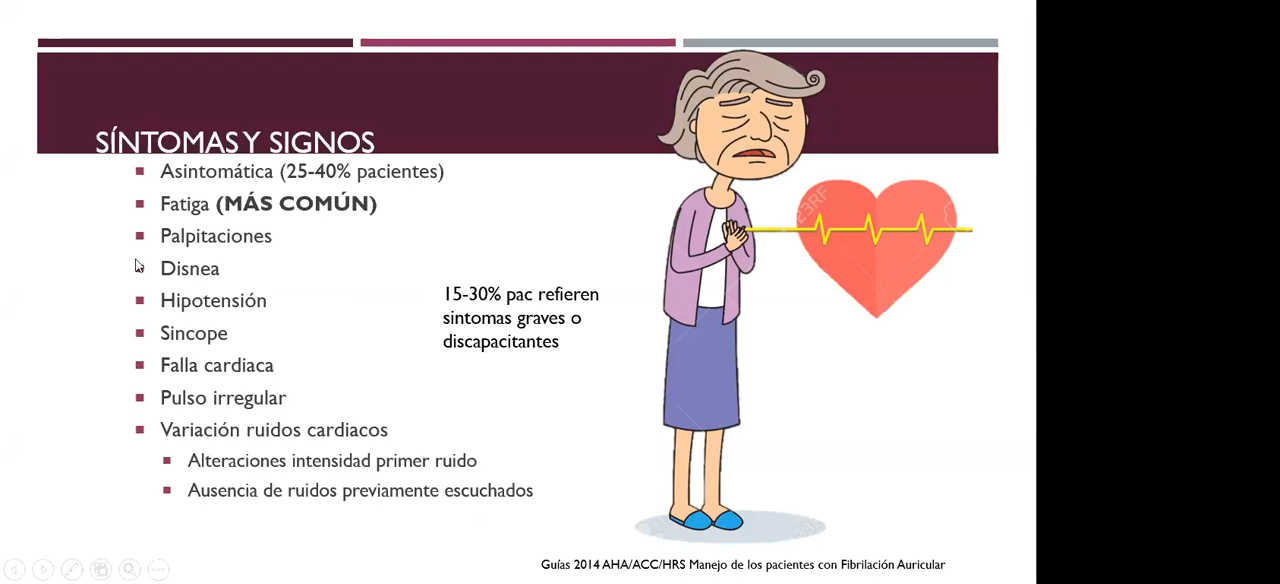 SÍNTOMAS Y SIGNOS
Asintomática (25-40% pacientes)
Fatiga (MÁS COMÚN)
Palpitaciones
Disnea
Hipotensión
Sincope
Falla cardiaca
Pulso irregular
Variación ruidos cardiacos
Alteraciones intensidad primer ruido
Ausencia de ruidos previamente escuchados
15-30% pac refieren
sintomas graves o
discapacitantes
Guías 2014 AHA/ACC/HRS Manejo de los pacientes con Fibrilación Auricular